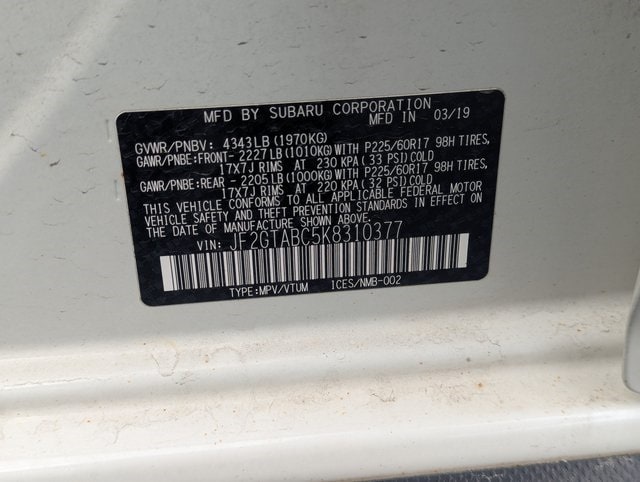 MFD BY SUBARU CORPORATION MFD IN 03/19
GVWR/PNBV: 4343LB(1970KG)
GAWR/PNBE:FRONT-2227LB(1010KG)WITH P225/60R17 98H TIRES,
17X7J RIMS AT 230 KPA(33 PSI)COLD
GAWR/PNBE:REAR -2205LB(1000KG)WITH P225/60R17 98H TIRES,
17X7J RIMS AT 220 KPA(32 PSI)COLD
THIS VEHICLE CONFORMS TO ALL APPLICABLE FEDERAL MOTOR
VEHICLE SAFETY AND THEFT PREVENTION STANDARDS IN EFFECT ON
THE DATE OF MANUFACTURE SHOWN ABOVE.
VIN: JF2GTABC5K8310377
TYPE:MPV/VTUM ICES/NMB-002